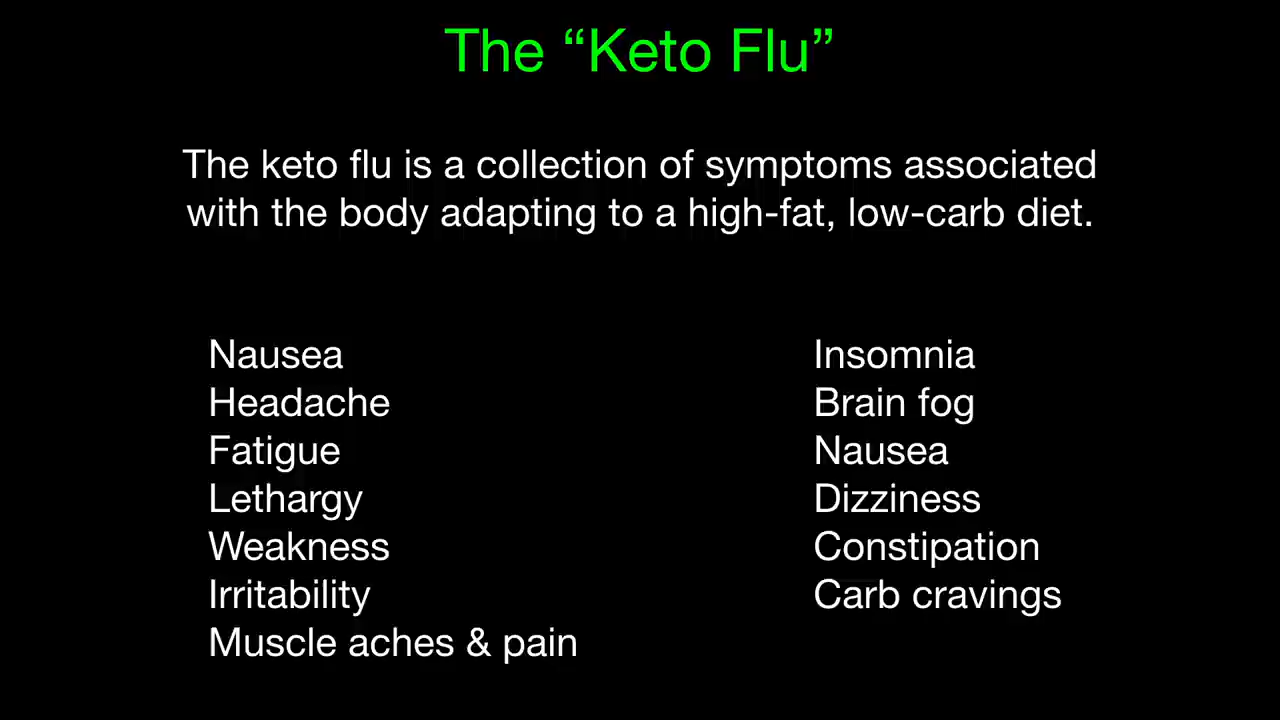 The “Keto Flu”
The keto flu is a collection of symptoms associated
with the body adapting to a high-fat, low-carb diet.
Nausea
Headache
Fatigue
Lethargy
Weakness
Irritability
Muscle aches & pain
Insomnia
Brain fog
Nausea
Dizziness
Constipation
Carb cravings